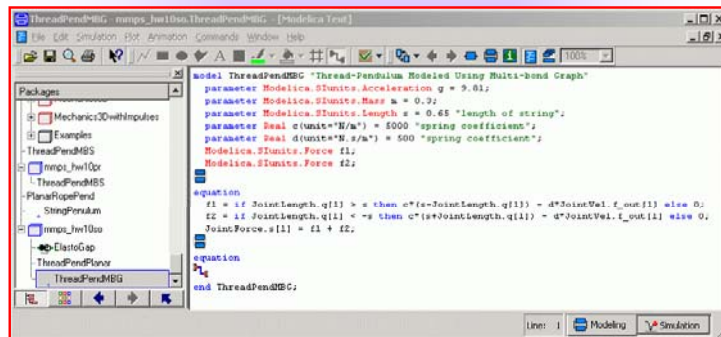 ThreadPendMBG - mmps_hw10so.ThreadPendMBG - [Modelica Text]
File Edit Simulation Plot Animation Commands Window Help
100%
Packages
Mechanics3DwithImpulses
Examples
ThreadPendMBS
mmps_hw10pr
ThreadPendMBS
PlanarRopePend
StringPenulum
mmps_hw10so
ElastoGap
ThreadPendPlanar
ThreadPendMBG
model ThreadPendMBG "Thread-Pendulum Modeled Using Multi-bond Graph"
parameter Modelica.SIunits.Acceleration g = 9.81;
parameter Modelica.SIunits.Mass m = 0.3;
parameter Modelica.SIunits.Length s = 0.65 "length of string";
parameter Real c(unit="N/m") = 5000 "spring coefficient";
parameter Real d(unit="N.s/m") = 500 "spring coefficient";
Modelica.SIunits.Force f1;
Modelica.SIunits.Force f2;
equation
f1 = if JointLength.q[1] > s then c*(s-JointLength.q[1]) - d*JointVel.f_out[1] else 0;
f2 = if JointLength.q[1] < -s then c*(s+JointLength.q[1]) - d*JointVel.f_out[1] else 0;
JointForce.s[1] = f1 + f2;
equation
end ThreadPendMBG;
Line: 1 Modeling Simulation